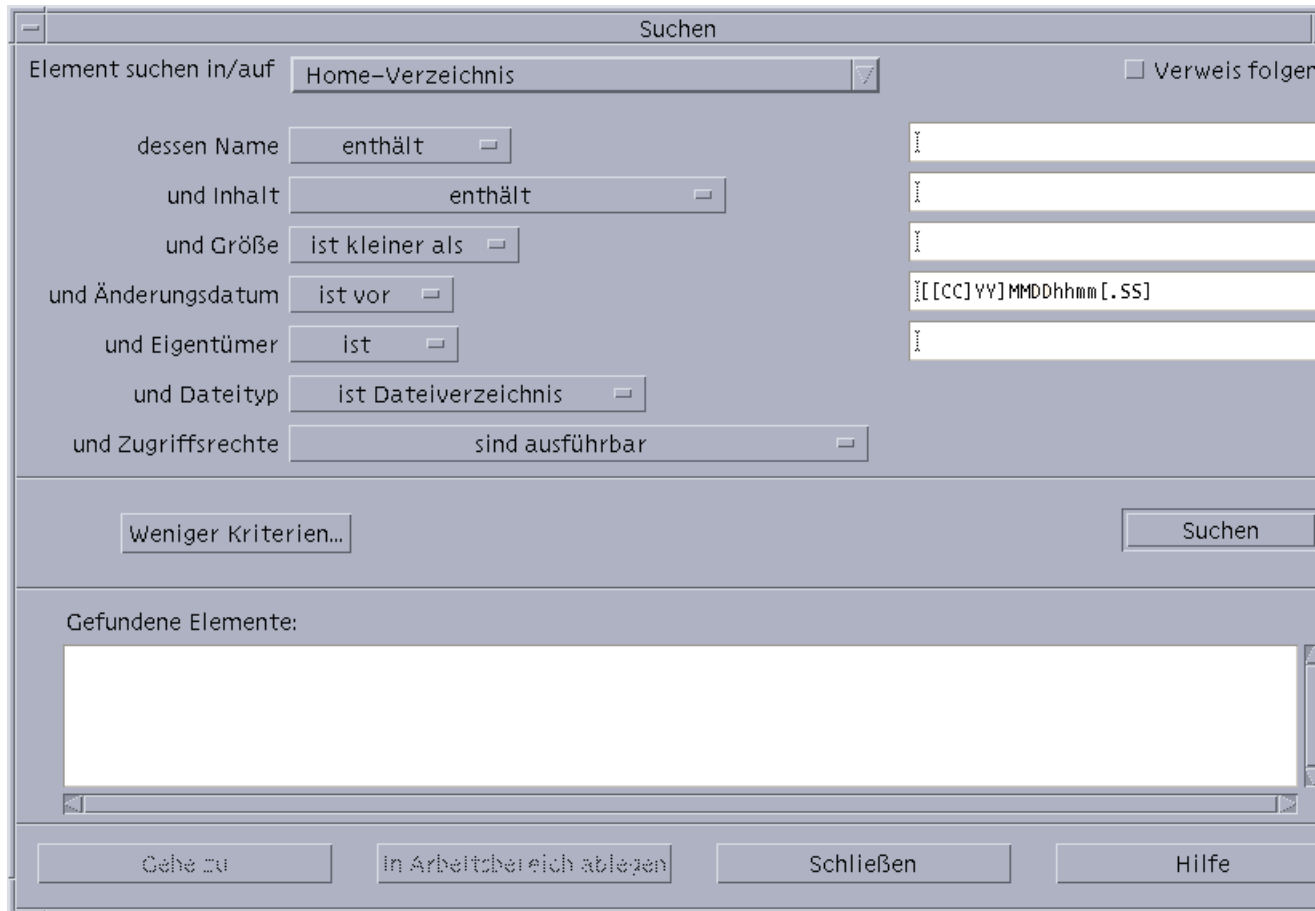 Suchen
Element suchen in/auf Home-Verzeichnis Verweis folgen
dessen Name enthält
und Inhalt enthält
und Größe ist kleiner als
und Änderungsdatum ist vor [[CC]YY]MMDDhhmm[.SS]
und Eigentümer ist
und Dateityp ist Dateiverzeichnis
und Zugriffsrechte sind ausführbar
Weniger Kriterien... Suchen
Gefundene Elemente:
Gehe zu In Arbeitsbereich ablegen Schließen Hilfe